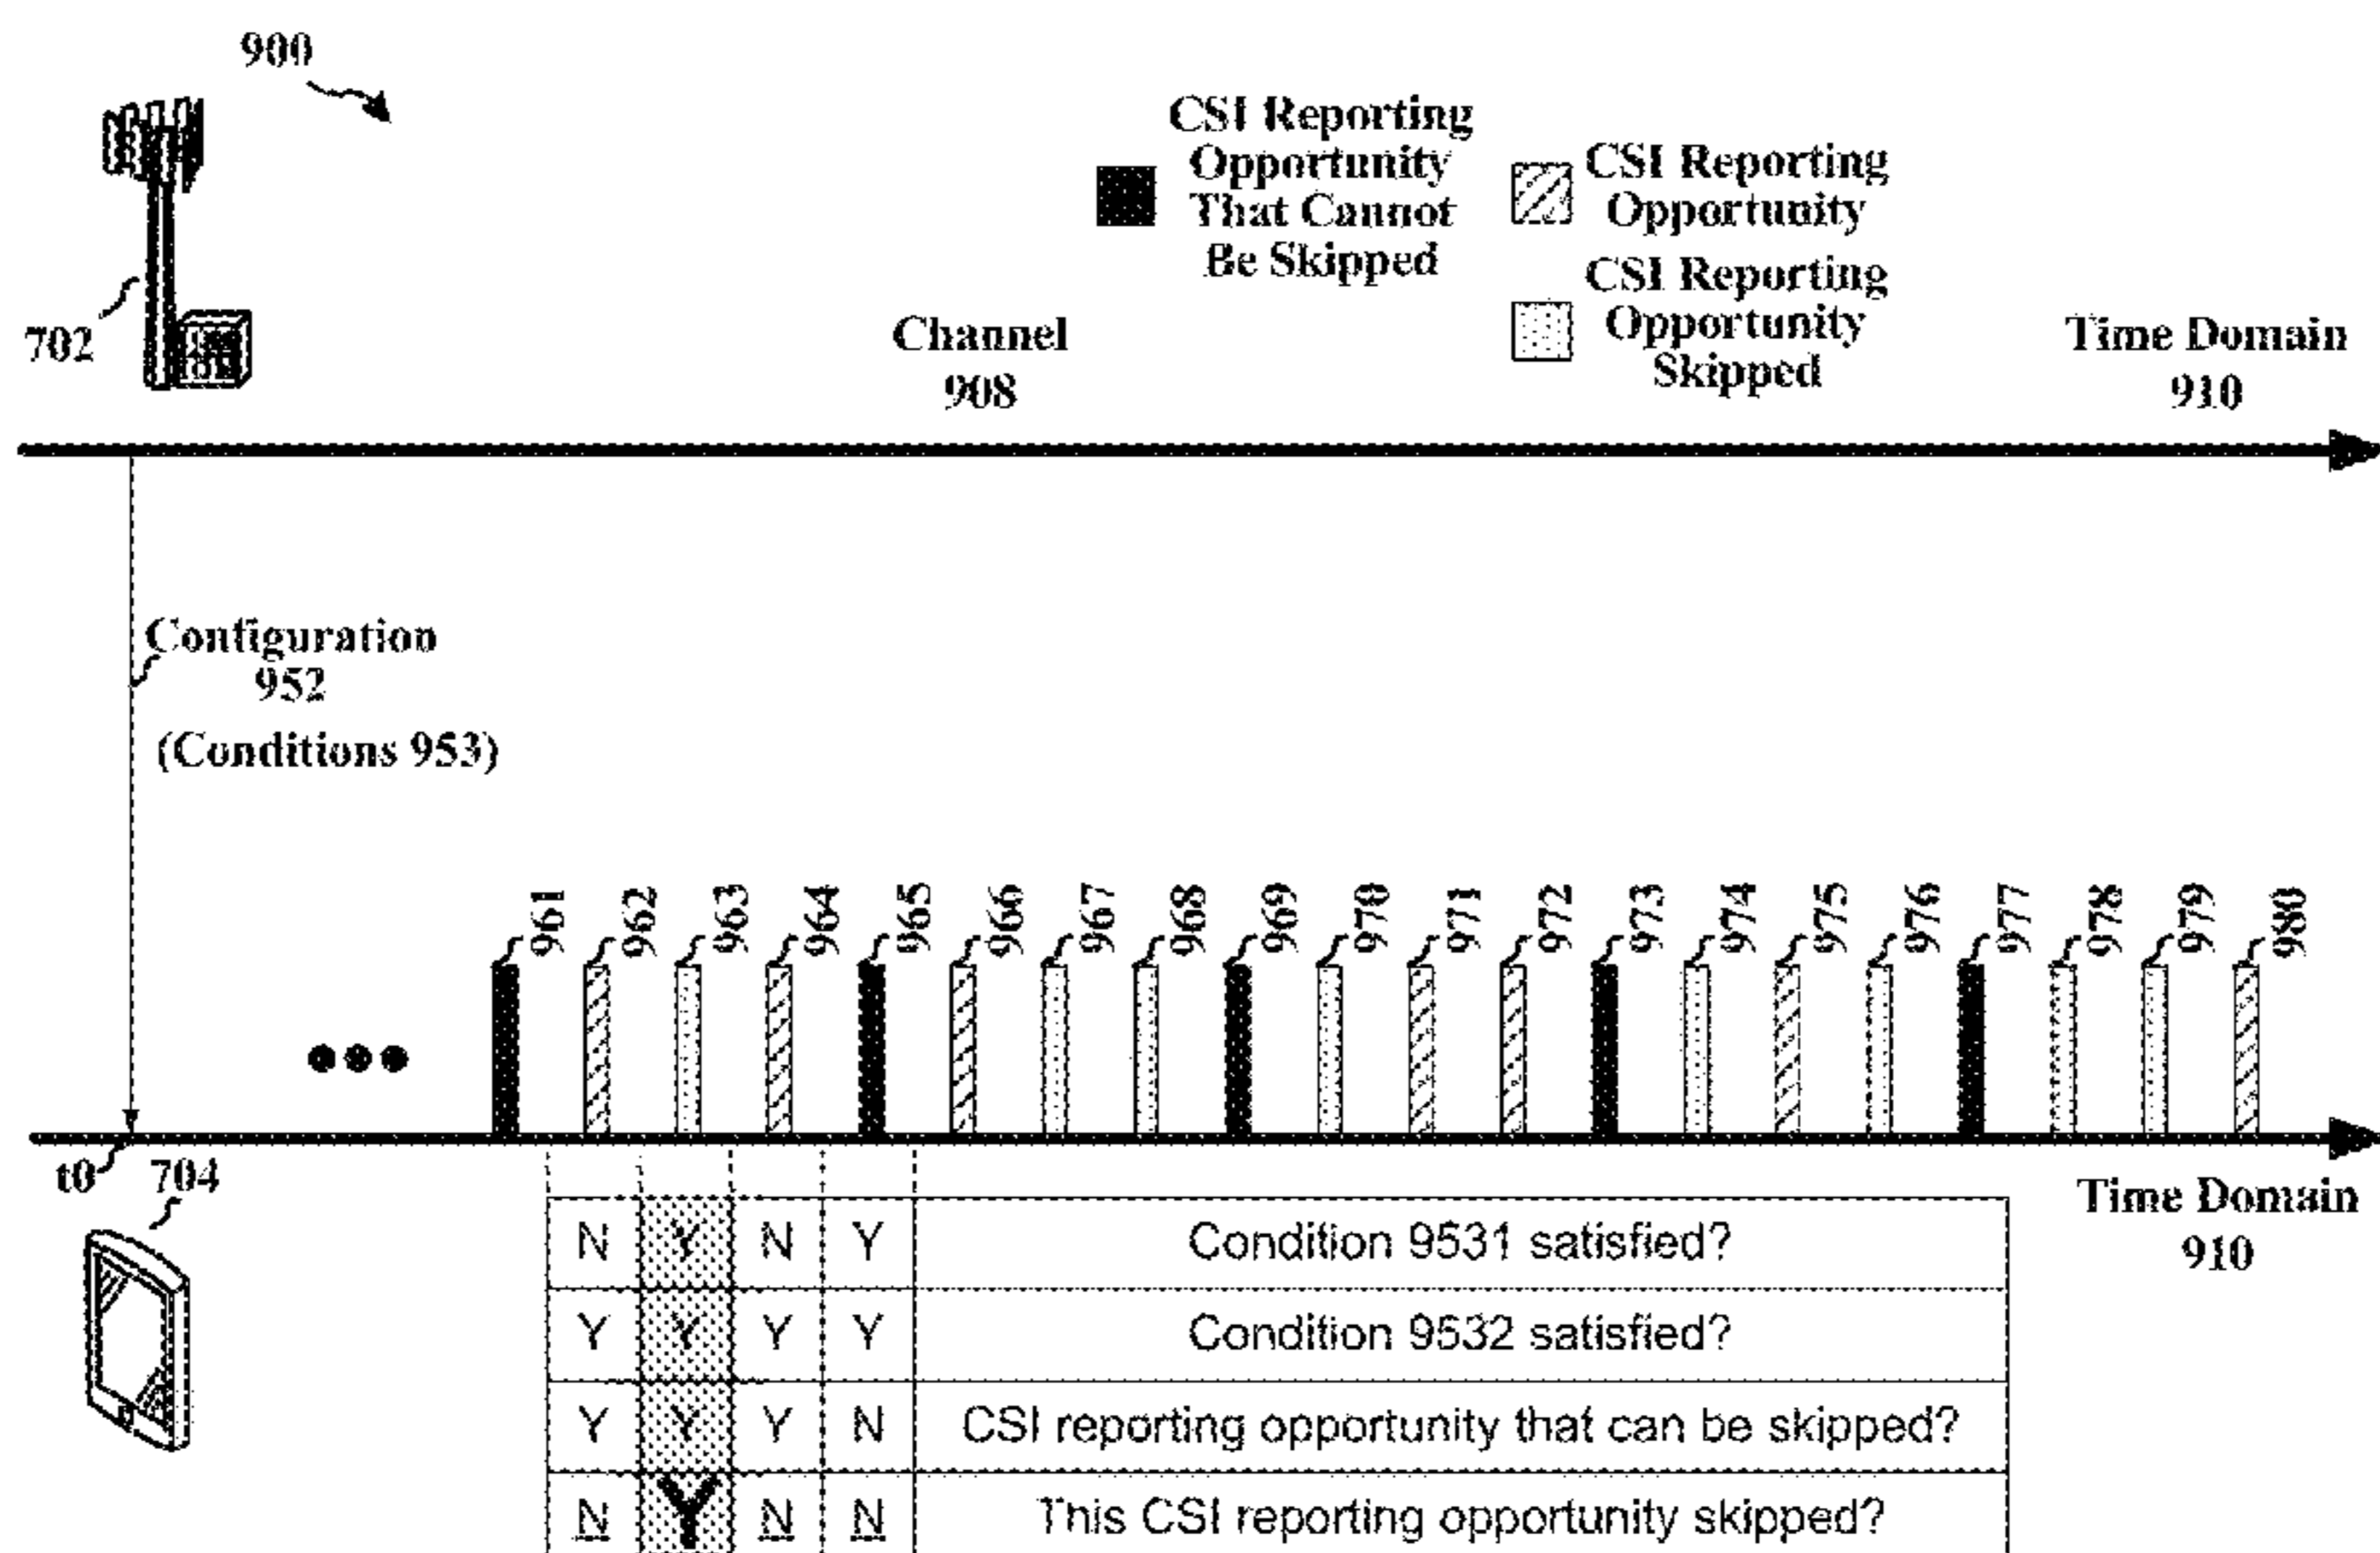 900
CSI Reporting
Opportunity
That Cannot
Be Skipped
CSI Reporting
Opportunity
CSI Reporting
Opportunity
Skipped
702
Channel
908
Time Domain
910
Configuration
952
(Conditions 953)
961
962
963
964
965
966
967
968
969
970
971
972
973
974
975
976
977
978
979
980
t0
704
Time Domain
910
N Y N Y Condition 9531 satisfied?
Y Y Y Y Condition 9532 satisfied?
Y Y Y N CSI reporting opportunity that can be skipped?
N Y N N This CSI reporting opportunity skipped?